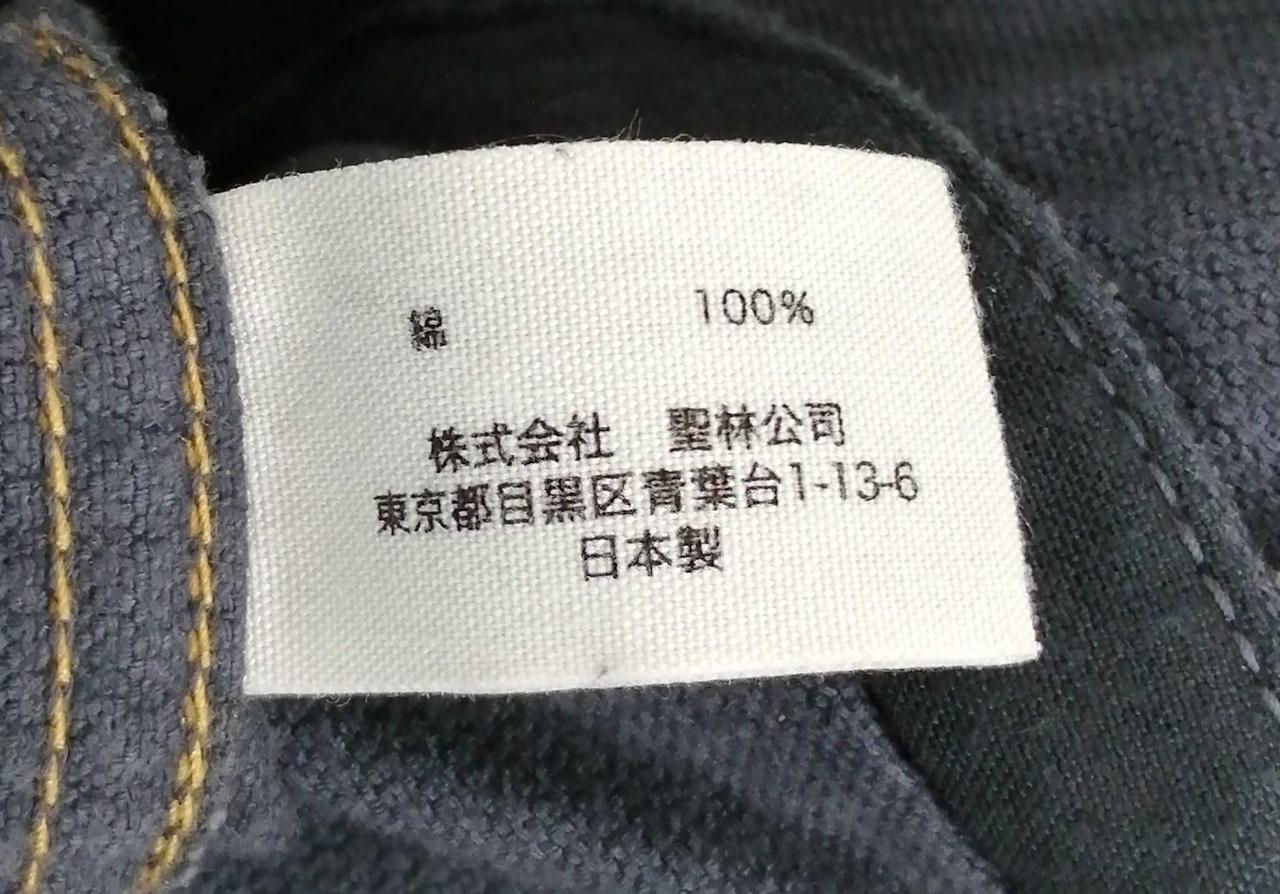 綿 100%
株式会社 聖林公司
東京都目黒区青葉台1-13-6
日本製